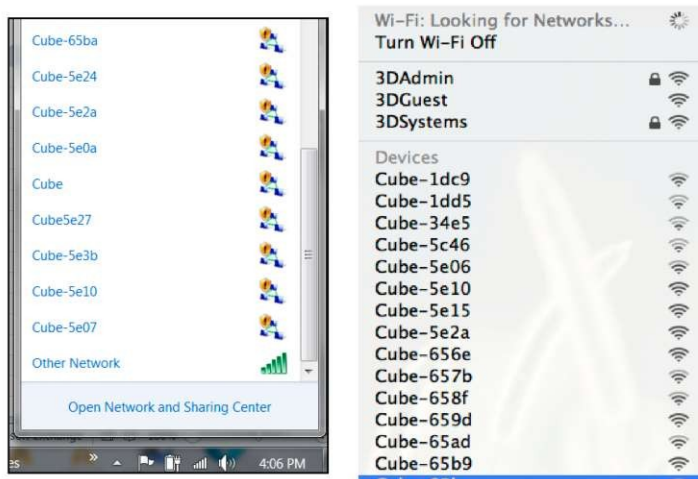 Cube-65ba
Cube-5e24
Cube-5e2a
Cube-5e0a
Cube
Cube5e27
Cube-5e3b
Cube-5e10
Cube-5e07
Other Network
Open Network and Sharing Center
4:06 PM
Wi-Fi: Looking for Networks...
Turn Wi-Fi Off
3DAdmin
3DGuest
3DSystems
Devices
Cube-1dc9
Cube-1dd5
Cube-34e5
Cube-5c46
Cube-5e06
Cube-5e10
Cube-5e15
Cube-5e2a
Cube-656e
Cube-657b
Cube-658f
Cube-659d
Cube-65ad
Cube-65b9